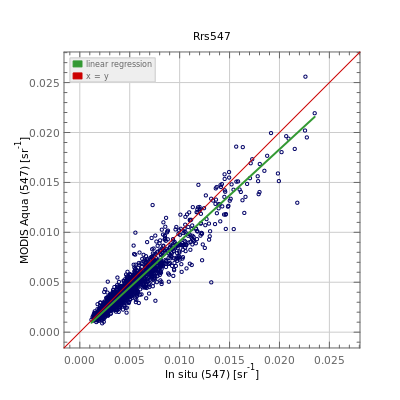 Rrs547
linear regression
x = y
MODIS Aqua (547) [sr⁻¹]
0.025
0.020
0.015
0.010
0.005
0.000
0.000 0.005 0.010 0.015 0.020 0.025
In situ (547) [sr⁻¹]